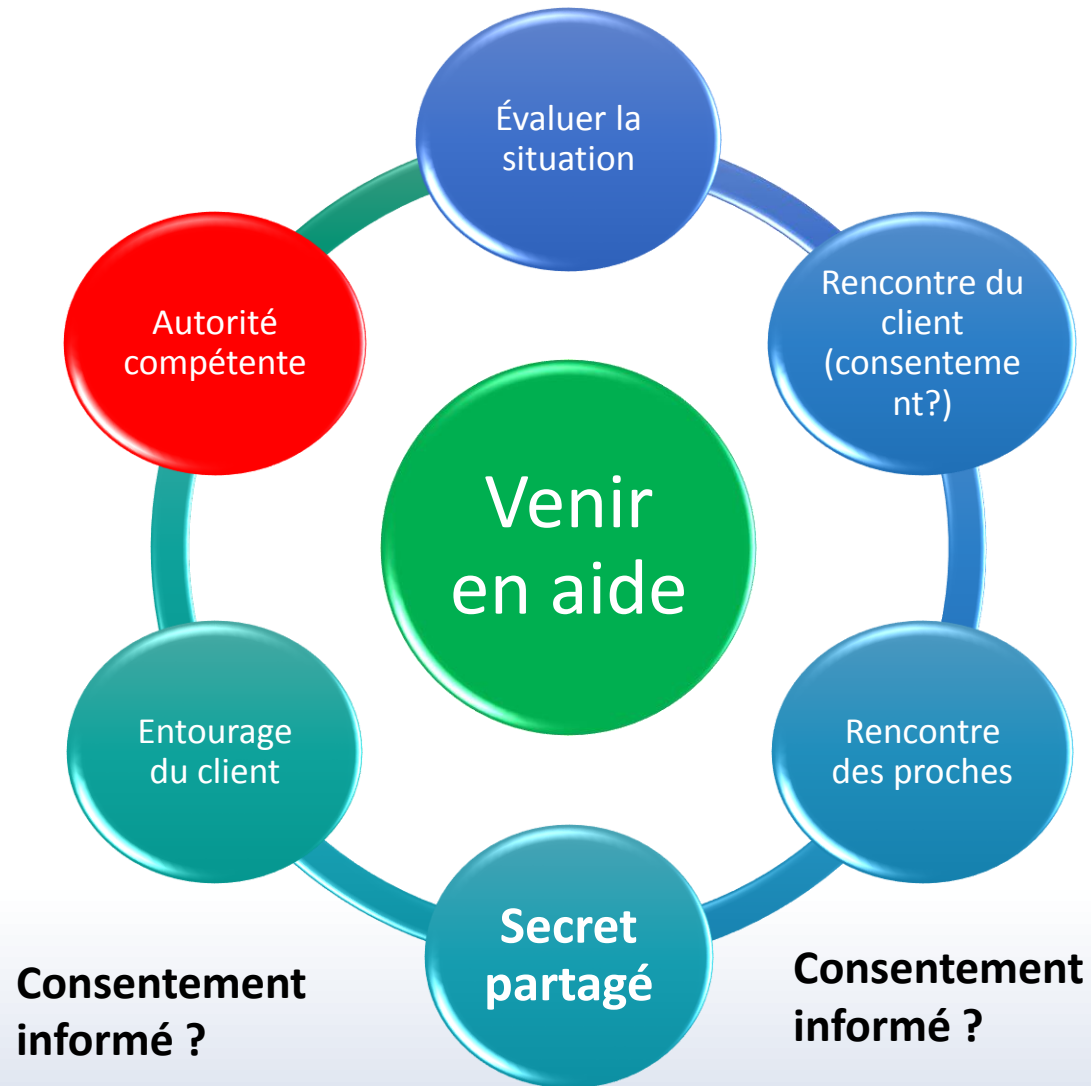 Évaluer la
situation
Rencontre du
client
(consenteme
nt?)
Rencontre
des proches
Secret
partagé
Entourage
du client
Autorité
compétente
Venir
en aide
Consentement
informé ?
Consentement
informé ?